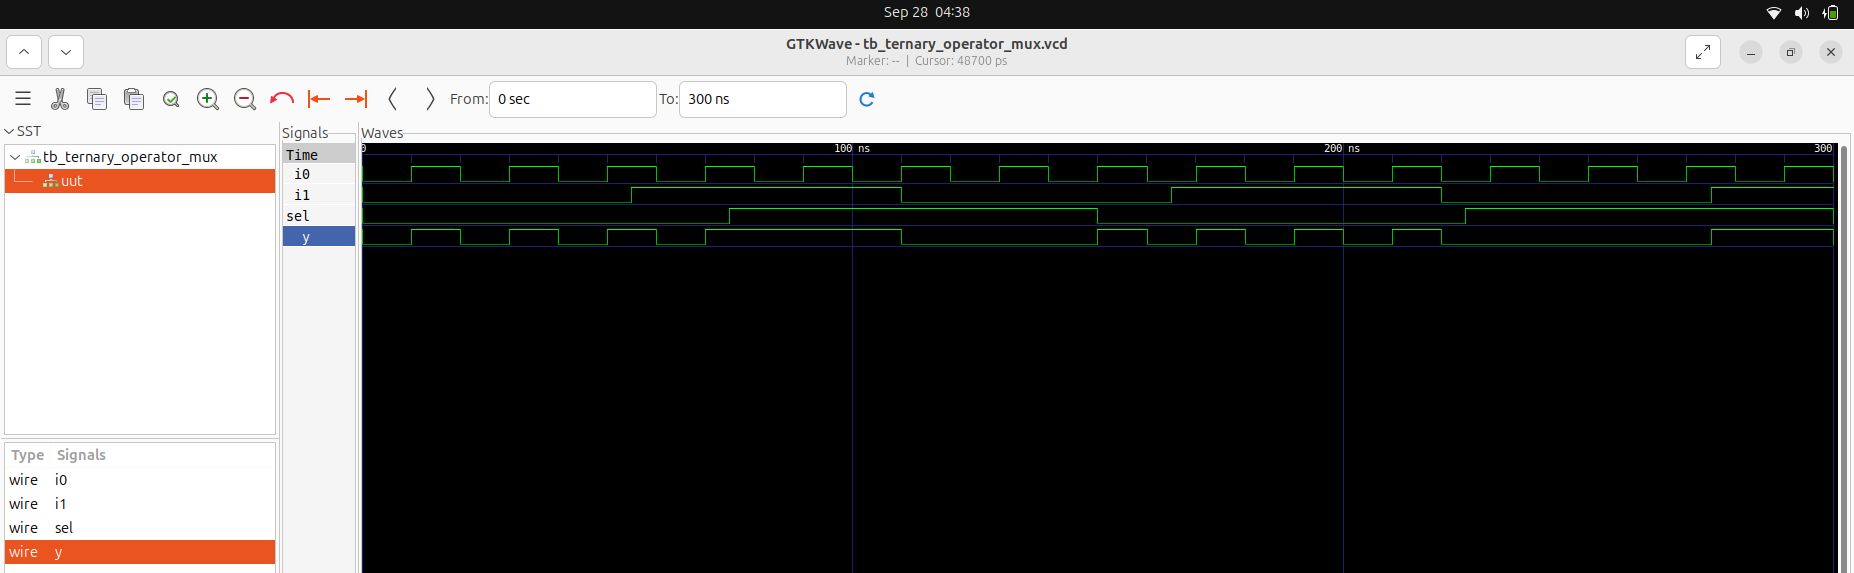 Sep 28 04:38
GTKWave - tb_ternary_operator_mux.vcd
Marker: -- | Cursor: 48700 ps
From: 0 sec To: 300 ns
SST
tb_ternary_operator_mux
uut
Type Signals
wire i0
wire i1
wire sel
wire y
Signals
Time
i0
i1
sel
y
Waves
0 100 ns 200 ns 300